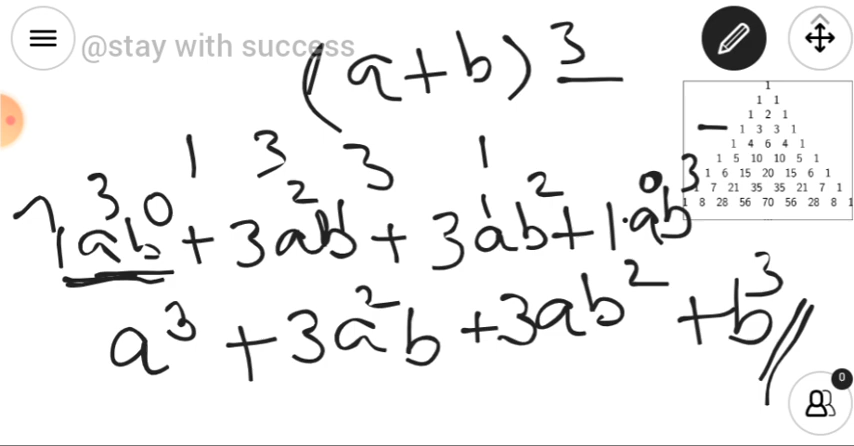 @stay with success
(a+b)³
1 3 3 1
1a³b⁰ + 3a²b¹ + 3a¹b² + 1·a⁰b³
a³ + 3a²b + 3ab² + b³//
1
1 1
1 2 1
1 3 3 1
1 4 6 4 1
1 5 10 10 5 1
1 6 15 20 15 6 1
7 21 35 35 21 7 1
1 8 28 56 70 56 28 8 1
0